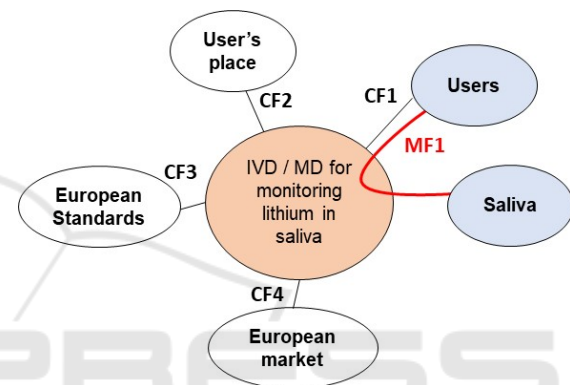 User's
place
CF2
CF1
Users
MF1
CF3
European
Standards
IVD / MD for
monitoring
lithium in
saliva
Saliva
CF4
European
market
PRESS